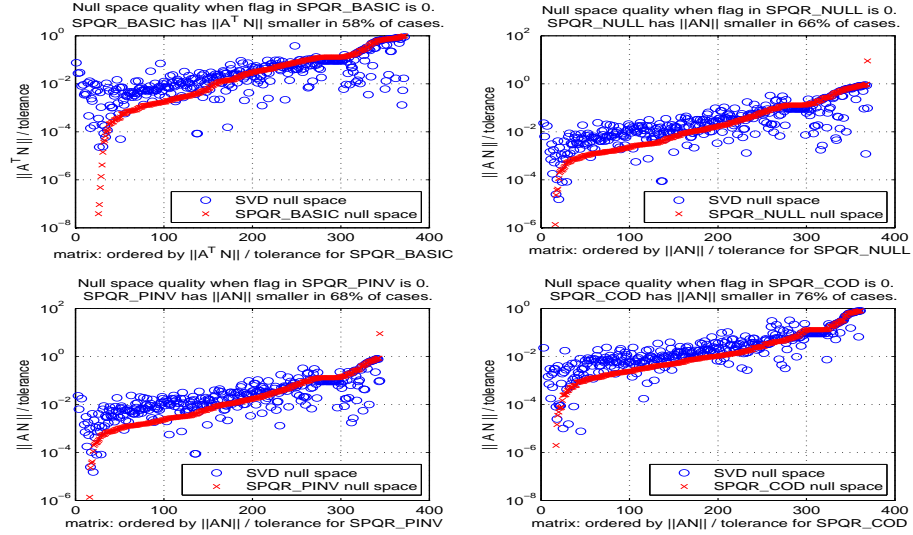 Null space quality when flag in SPQR_BASIC is 0.
SPQR_BASIC has ||A^T N|| smaller in 58% of cases.
10^0
10^-2
10^-4
10^-6
10^-8
||A^T N|| / tolerance
SVD null space
SPQR_BASIC null space
0 100 200 300 400
matrix: ordered by ||A^T N|| / tolerance for SPQR_BASIC
Null space quality when flag in SPQR_NULL is 0.
SPQR_NULL has ||AN|| smaller in 66% of cases.
10^2
10^0
10^-2
10^-4
10^-6
|| A N || / tolerance
SVD null space
SPQR_NULL null space
0 100 200 300 400
matrix: ordered by ||AN|| / tolerance for SPQR_NULL
Null space quality when flag in SPQR_PINV is 0.
SPQR_PINV has ||AN|| smaller in 68% of cases.
10^2
10^0
10^-2
10^-4
10^-6
|| A N || / tolerance
SVD null space
SPQR_PINV null space
0 100 200 300 400
matrix: ordered by ||AN|| / tolerance for SPQR_PINV
Null space quality when flag in SPQR_COD is 0.
SPQR_COD has ||AN|| smaller in 76% of cases.
10^0
10^-2
10^-4
10^-6
10^-8
|| A N || / tolerance
SVD null space
SPQR_COD null space
0 100 200 300 400
matrix: ordered by ||AN|| / tolerance for SPQR_COD